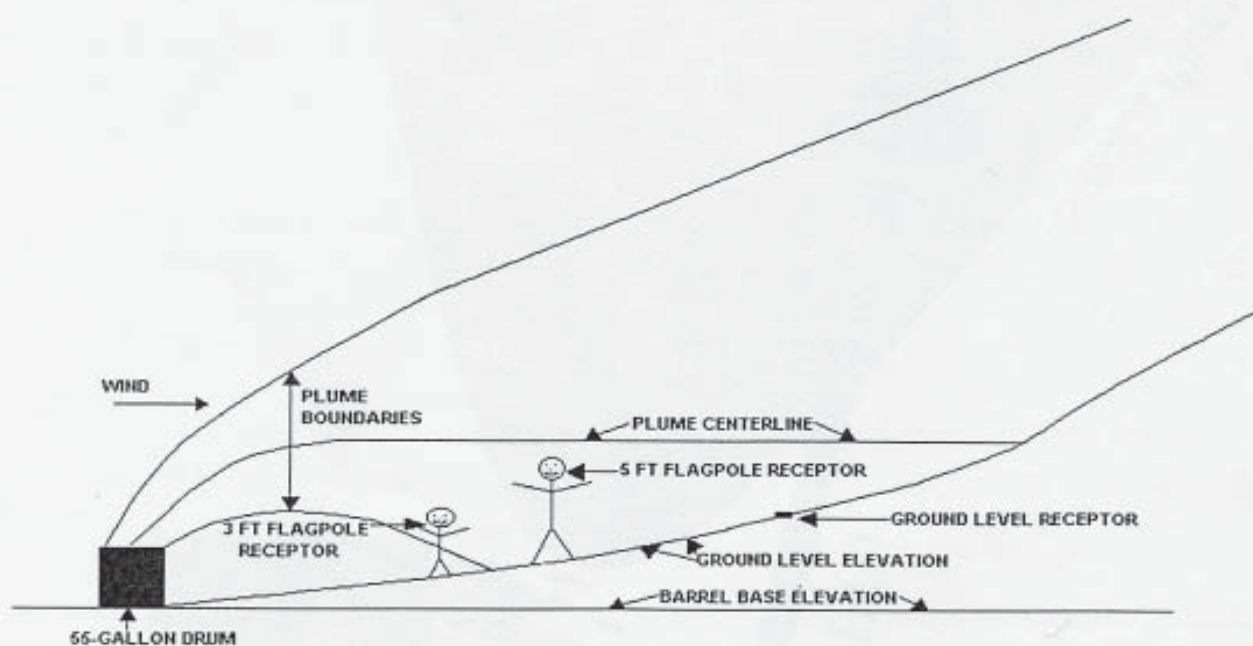 WIND
PLUME
BOUNDARIES
PLUME CENTERLINE
5 FT FLAGPOLE RECEPTOR
3 FT FLAGPOLE
RECEPTOR
GROUND LEVEL RECEPTOR
GROUND LEVEL ELEVATION
BARREL BASE ELEVATION
55-GALLON DRUM